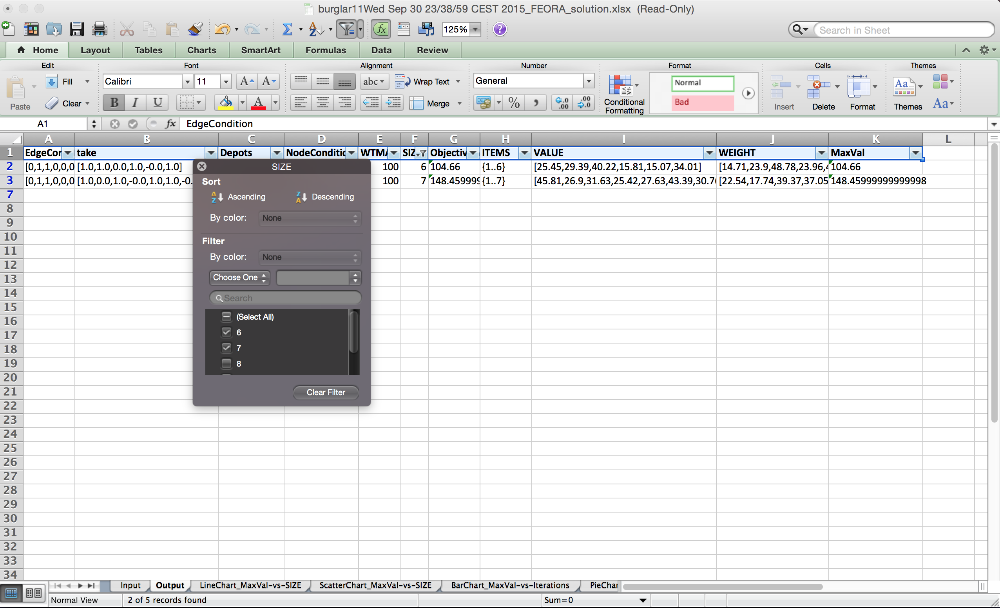 burglar11Wed Sep 30 23/38/59 CEST 2015_FEORA_solution.xlsx (Read-Only)
125%
Search in Sheet
Home Layout Tables Charts SmartArt Formulas Data Review
Edit Font Alignment Number Format Cells Themes
Paste Fill Clear
Calibri 11
B I U
abc Wrap Text
Merge
General
Conditional Formatting
Normal
Bad
Insert Delete Format
Themes
A1 fx EdgeCondition
A B C D E F G H I J K L
1 EdgeCon take Depots NodeConditic WTMA SIZ Objectiv ITEMS VALUE WEIGHT MaxVal
2 [0,1,1,0,0,0 [1.0,1.0,0.0,1.0,-0.0,1.0] 100 6 104.66 {1..6} [25.45,29.39,40.22,15.81,15.07,34.01] [14.71,23.9,48.78,23.96,4 104.66
3 [0,1,1,0,0,0 [1.0,0.0,1.0,-0.0,1.0,1.0,-0. 100 7 148.459999 {1..7} [45.81,26.9,31.63,25.42,27.63,43.39,30.70 [22.54,17.74,39.37,37.05 148.45999999999998
7
8
9
10
11
12
13
14
15
16
17
18
19
20
21
22
23
24
25
26
27
28
29
30
31
32
33
34
SIZE
Sort
Ascending Descending
By color: None
Filter
By color: None
Choose One
Search
(Select All)
6
7
8
Clear Filter
Input Output LineChart_MaxVal-vs-SIZE ScatterChart_MaxVal-vs-SIZE BarChart_MaxVal-vs-Iterations PieChar
Normal View 2 of 5 records found Sum=0